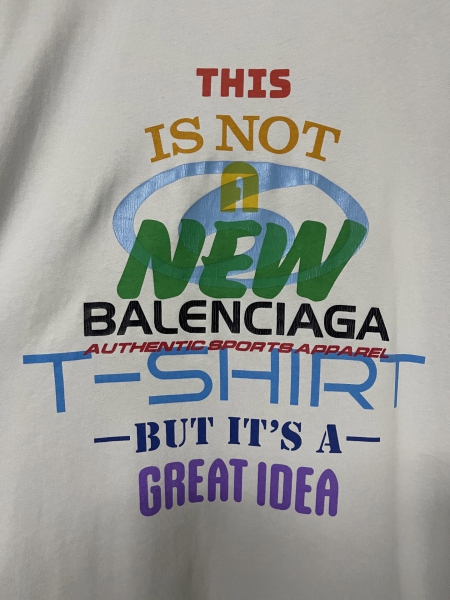 THIS
IS NOT
A
NEW
BALENCIAGA
AUTHENTIC SPORTS APPAREL
T-SHIRT
—BUT IT'S A—
GREAT IDEA